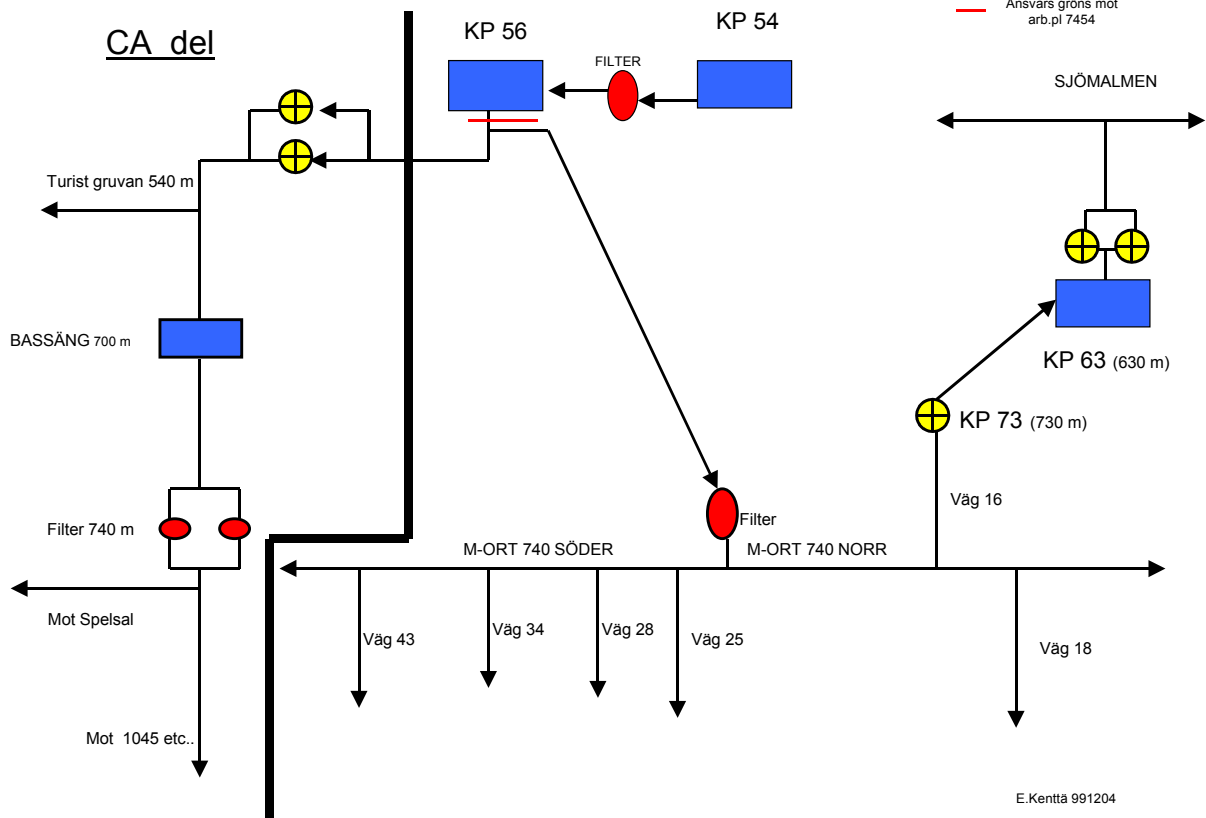 Ansvars gröns mot
arb.pl 7454
CA del
KP 56
KP 54
FILTER
SJÖMALMEN
Turist gruvan 540 m
BASSÄNG 700 m
KP 63 (630 m)
KP 73 (730 m)
Väg 16
Filter 740 m
Filter
M-ORT 740 SÖDER
M-ORT 740 NORR
Mot Spelsal
Väg 43
Väg 34
Väg 28
Väg 25
Väg 18
Mot 1045 etc..
E.Kenttä 991204